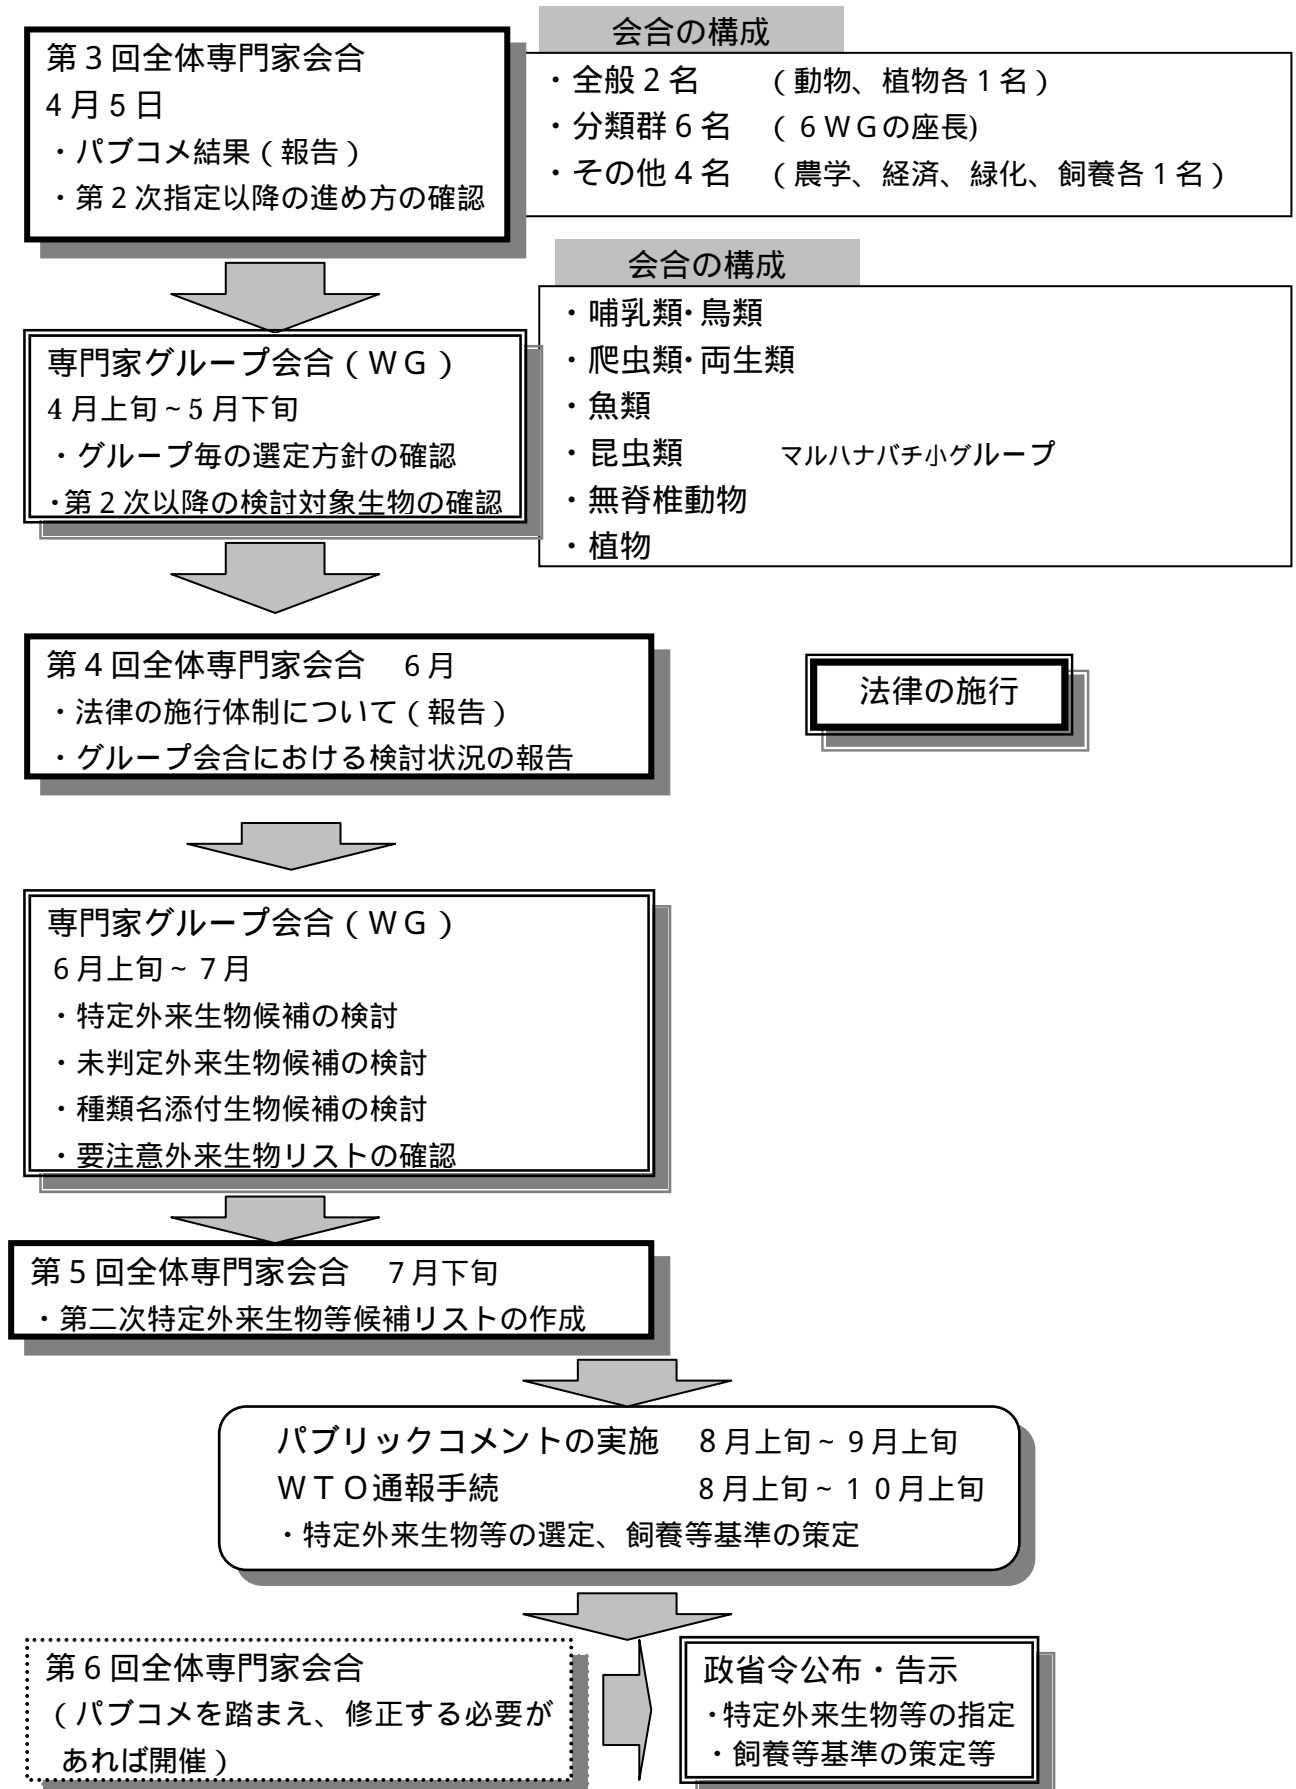 第３回全体専門家会合
４月５日
・パブコメ結果（報告）
・第２次指定以降の進め方の確認
会合の構成
・全般２名　（動物、植物各１名）
・分類群６名　（６ＷＧの座長)
・その他４名　（農学、経済、緑化、飼養各１名）
専門家グループ会合（ＷＧ）
４月上旬～５月下旬
・グループ毎の選定方針の確認
・第２次以降の検討対象生物の確認
会合の構成
・哺乳類・鳥類
・爬虫類・両生類
・魚類
・昆虫類　マルハナバチ小グループ
・無脊椎動物
・植物
第４回全体専門家会合　６月
・法律の施行体制について（報告）
・グループ会合における検討状況の報告
法律の施行
専門家グループ会合（ＷＧ）
６月上旬～７月
・特定外来生物候補の検討
・未判定外来生物候補の検討
・種類名添付生物候補の検討
・要注意外来生物リストの確認
第５回全体専門家会合　７月下旬
・第二次特定外来生物等候補リストの作成
パブリックコメントの実施　８月上旬～９月上旬
ＷＴＯ通報手続　８月上旬～１０月上旬
・特定外来生物等の選定、飼養等基準の策定
第６回全体専門家会合
（パブコメを踏まえ、修正する必要が
あれば開催）
政省令公布・告示
・特定外来生物等の指定
・飼養等基準の策定等